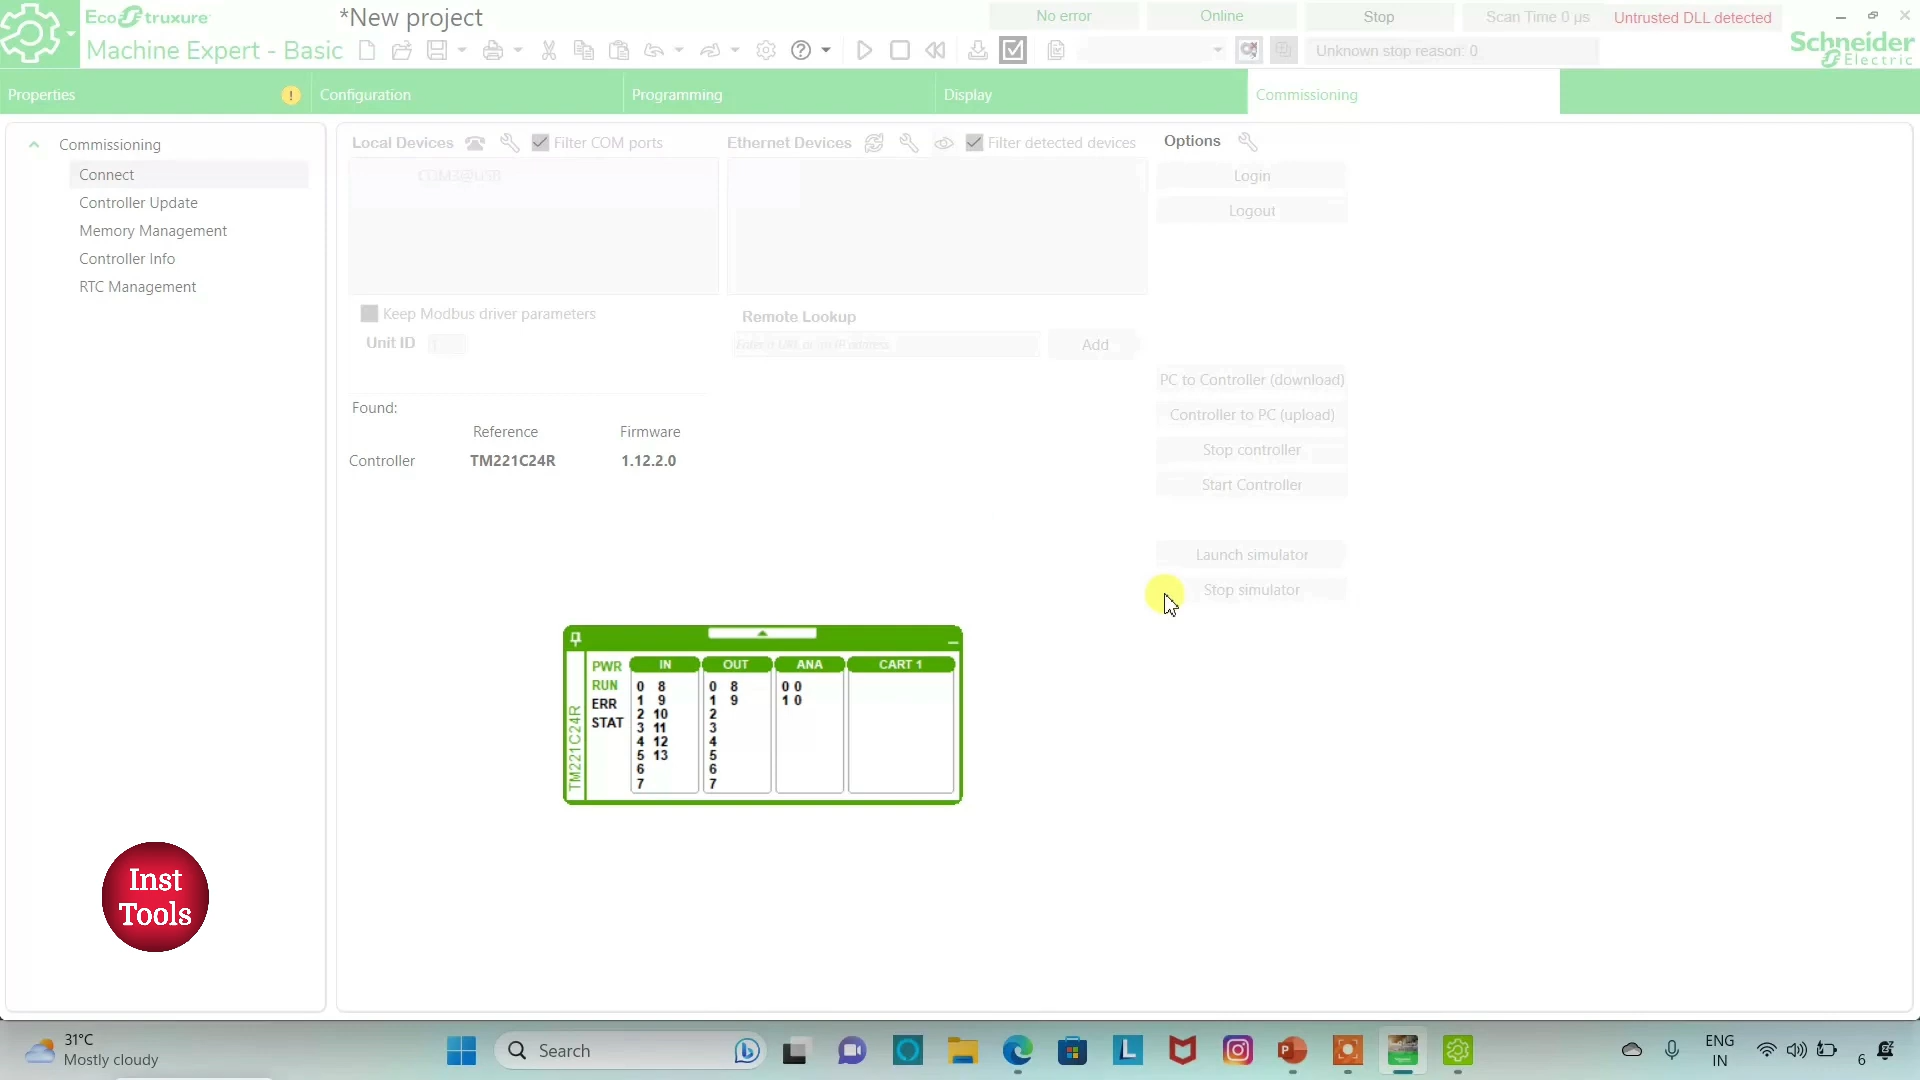 EcoStruxure
Machine Expert - Basic
*New project
No error
Online
Stop
Scan Time 0 µs
Untrusted DLL detected
Unknown stop reason: 0
Schneider
Electric
Properties
Configuration
Programming
Display
Commissioning
Commissioning
Connect
Controller Update
Memory Management
Controller Info
RTC Management
Local Devices
Filter COM ports
COM3@USB
Keep Modbus driver parameters
Unit ID
Ethernet Devices
Filter detected devices
Remote Lookup
Add
Options
Login
Logout
PC to Controller (download)
Controller to PC (upload)
Stop controller
Start Controller
Launch simulator
Stop simulator
Found:
Reference Firmware
Controller TM221C24R 1.12.2.0
TM221C24R
PWR
RUN
ERR
STAT
IN OUT ANA CART 1
0 8 0 8 0 0
1 9 1 9 1 0
2 10 2
3 11 3
4 12 4
5 13 5
6 6
7 7
Inst
Tools
31°C
Mostly cloudy
Search
ENG
IN
6